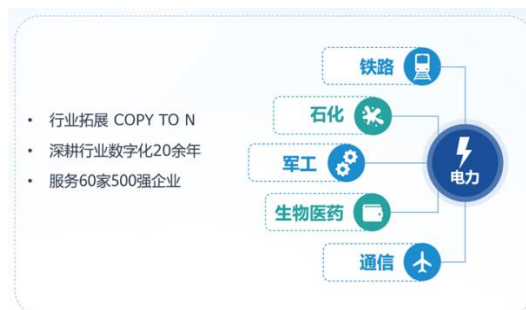 行业拓展 COPY TO N
深耕行业数字化20余年
服务60家500强企业
铁路
石化
军工
生物医药
通信
电力